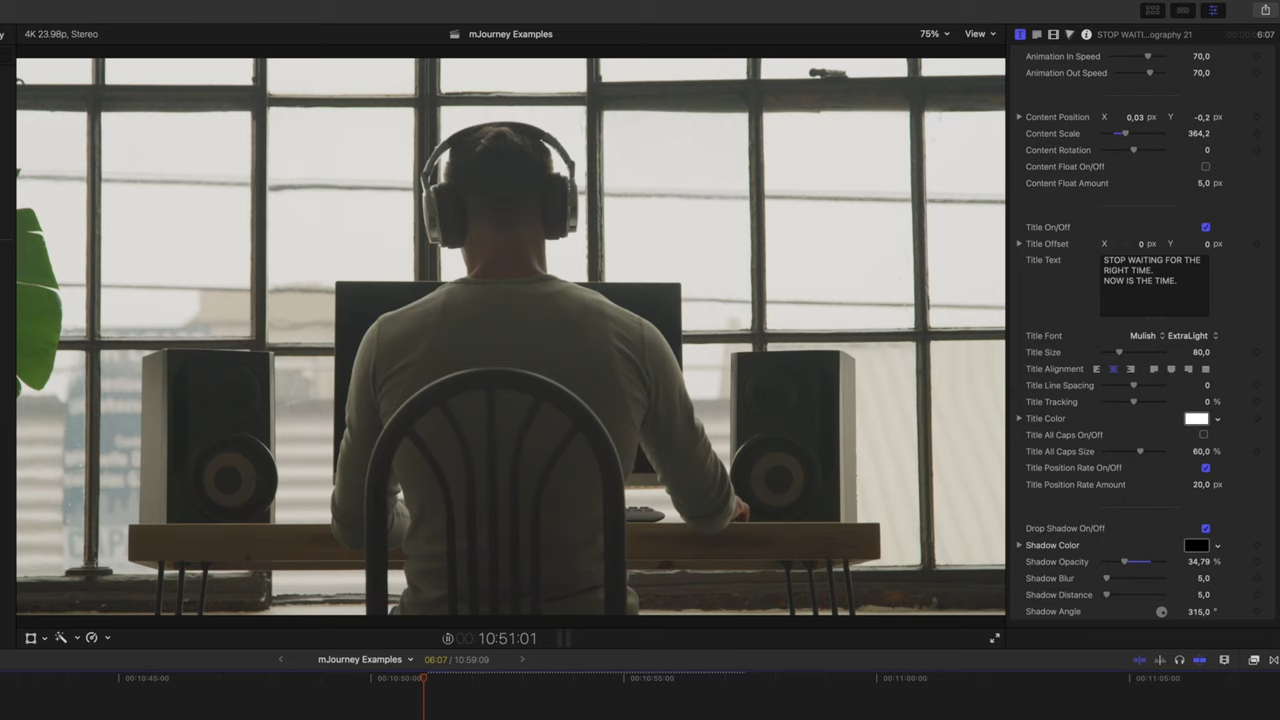 4K 23.98p, Stereo
mJourney Examples
75%
View
STOP WAITI...ography 21
6:07
Animation In Speed 70,0
Animation Out Speed 70,0
Content Position X 0,03 px Y -0,2 px
Content Scale 364,2
Content Rotation 0
Content Float On/Off
Content Float Amount 5,0 px
Title On/Off
Title Offset X 0 px Y 0 px
Title Text STOP WAITING FOR THE
RIGHT TIME.
NOW IS THE TIME.
Title Font Mulish ExtraLight
Title Size 80,0
Title Alignment
Title Line Spacing 0
Title Tracking 0 %
Title Color
Title All Caps On/Off
Title All Caps Size 60,0 %
Title Position Rate On/Off
Title Position Rate Amount 20,0 px
Drop Shadow On/Off
Shadow Color
Shadow Opacity 34,79 %
Shadow Blur 5,0
Shadow Distance 5,0
Shadow Angle 315,0 °
00:10:51:01
mJourney Examples 06:07 / 10:59:09
00:10:45:00
00:10:50:00
00:10:55:00
00:11:00:00
00:11:05:00